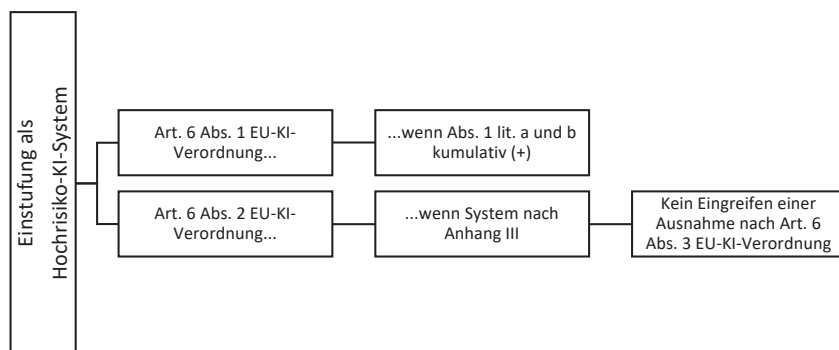 Einstufung als
Hochrisiko-KI-System
Art. 6 Abs. 1 EU-KI-
Verordnung...
...wenn Abs. 1 lit. a und b
kumulativ (+)
Art. 6 Abs. 2 EU-KI-
Verordnung...
...wenn System nach
Anhang III
Kein Eingreifen einer
Ausnahme nach Art. 6
Abs. 3 EU-KI-Verordnung